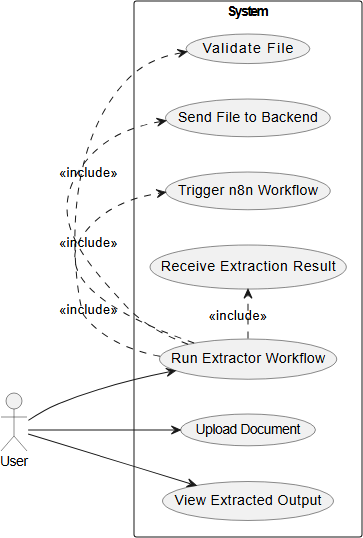 System
Validate File
Send File to Backend
«include»
Trigger n8n Workflow
«include»
Receive Extraction Result
«include»
«include»
Run Extractor Workflow
Upload Document
User
View Extracted Output